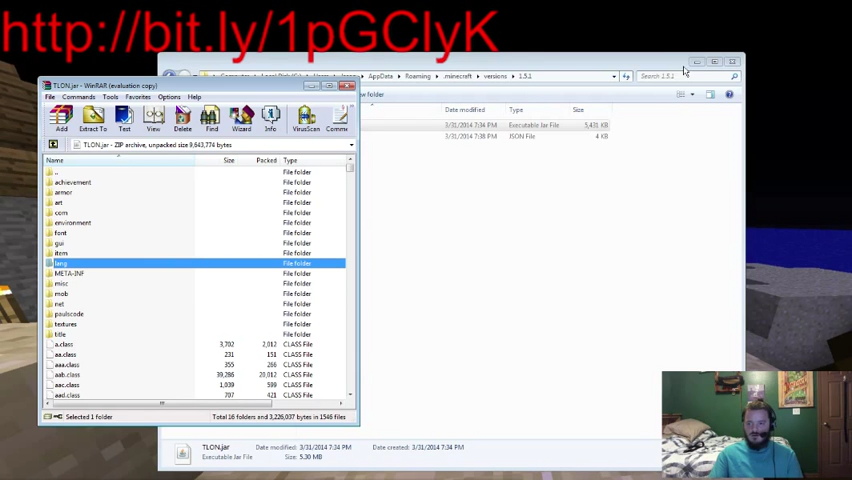 http://bit.ly/1pGClyK
TLON.jar - WinRAR (evaluation copy)
File Commands Tools Favorites Options Help
Add Extract To Test View Delete Find Wizard Info VirusScan Comme
TLON.jar - ZIP archive, unpacked size 9,643,774 bytes
Name Size Packed Type
.. File folder
achievement File folder
armor File folder
art File folder
com File folder
environment File folder
font File folder
gui File folder
item File folder
lang File folder
META-INF File folder
misc File folder
mob File folder
net File folder
paulscode File folder
textures File folder
title File folder
a.class 3,702 2,012 CLASS File
aa.class 231 151 CLASS File
aaa.class 355 266 CLASS File
aab.class 39,286 20,012 CLASS File
aac.class 1,039 599 CLASS File
aad.class 707 421 CLASS File
Selected 1 folder Total 16 folders and 3,226,037 bytes in 1546 files
AppData Roaming .minecraft versions 1.5.1 Search 1.5.1
ew folder
Date modified Type Size
3/31/2014 7:34 PM Executable Jar File 5,431 KB
3/31/2014 7:38 PM JSON File 4 KB
TLON.jar Date modified: 3/31/2014 7:34 PM Date created: 3/31/2014 7:34 PM
Executable Jar File Size: 5.30 MB